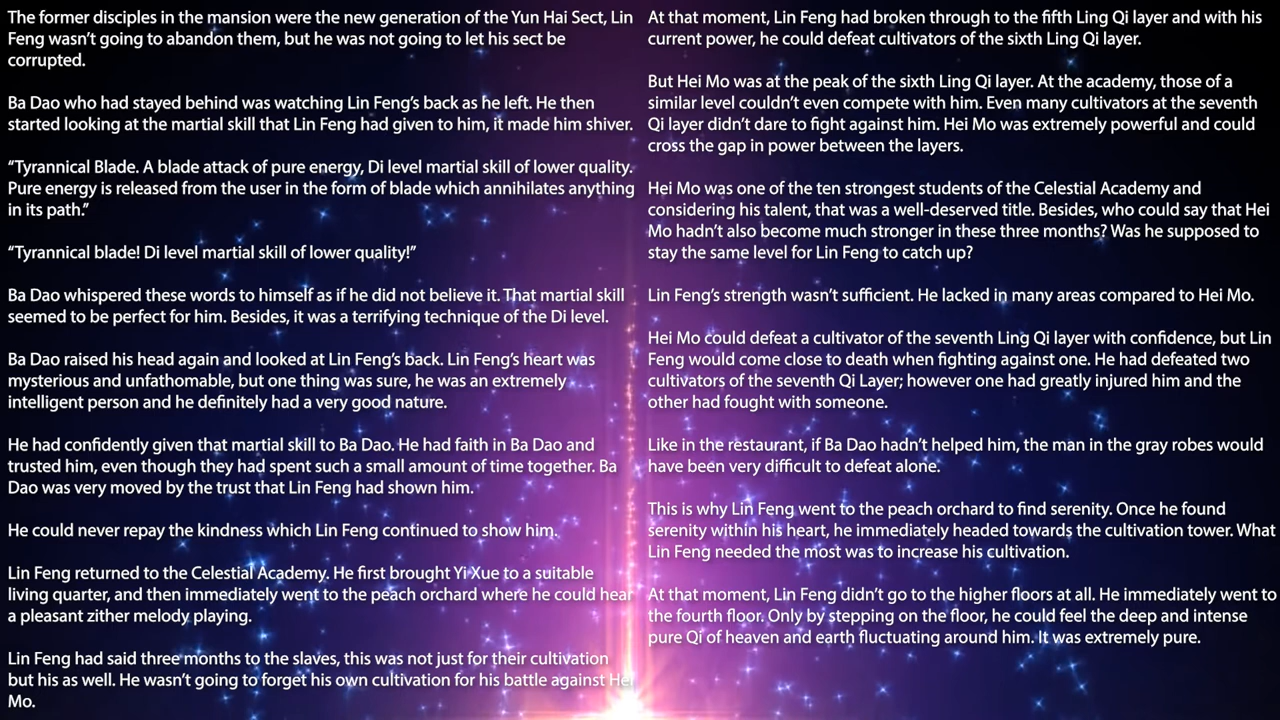 The former disciples in the mansion were the new generation of the Yun Hai Sect, Lin
Feng wasn’t going to abandon them, but he was not going to let his sect be
corrupted.
Ba Dao who had stayed behind was watching Lin Feng’s back as he left. He then
started looking at the martial skill that Lin Feng had given to him, it made him shiver.
“Tyrannical Blade. A blade attack of pure energy, Di level martial skill of lower quality.
Pure energy is released from the user in the form of blade which annihilates anything
in its path.”
“Tyrannical blade! Di level martial skill of lower quality!”
Ba Dao whispered these words to himself as if he did not believe it. That martial skill
seemed to be perfect for him. Besides, it was a terrifying technique of the Di level.
Ba Dao raised his head again and looked at Lin Feng’s back. Lin Feng’s heart was
mysterious and unfathomable, but one thing was sure, he was an extremely
intelligent person and he definitely had a very good nature.
He had confidently given that martial skill to Ba Dao. He had faith in Ba Dao and
trusted him, even though they had spent such a small amount of time together. Ba
Dao was very moved by the trust that Lin Feng had shown him.
He could never repay the kindness which Lin Feng continued to show him.
Lin Feng returned to the Celestial Academy. He first brought Yi Xue to a suitable
living quarter, and then immediately went to the peach orchard where he could hear
a pleasant zither melody playing.
Lin Feng had said three months to the slaves, this was not just for their cultivation
but his as well. He wasn’t going to forget his own cultivation for his battle against Hei
Mo.
At that moment, Lin Feng had broken through to the fifth Ling Qi layer and with his
current power, he could defeat cultivators of the sixth Ling Qi layer.
But Hei Mo was at the peak of the sixth Ling Qi layer. At the academy, those of a
similar level couldn’t even compete with him. Even many cultivators at the seventh
Qi layer didn’t dare to fight against him. Hei Mo was extremely powerful and could
cross the gap in power between the layers.
Hei Mo was one of the ten strongest students of the Celestial Academy and
considering his talent, that was a well-deserved title. Besides, who could say that Hei
Mo hadn’t also become much stronger in these three months? Was he supposed to
stay the same level for Lin Feng to catch up?
Lin Feng’s strength wasn’t sufficient. He lacked in many areas compared to Hei Mo.
Hei Mo could defeat a cultivator of the seventh Ling Qi layer with confidence, but Lin
Feng would come close to death when fighting against one. He had defeated two
cultivators of the seventh Qi Layer; however one had greatly injured him and the
other had fought with someone.
Like in the restaurant, if Ba Dao hadn’t helped him, the man in the gray robes would
have been very difficult to defeat alone.
This is why Lin Feng went to the peach orchard to find serenity. Once he found
serenity within his heart, he immediately headed towards the cultivation tower. What
Lin Feng needed the most was to increase his cultivation.
At that moment, Lin Feng didn’t go to the higher floors at all. He immediately went to
the fourth floor. Only by stepping on the floor, he could feel the deep and intense
pure Qi of heaven and earth fluctuating around him. It was extremely pure.